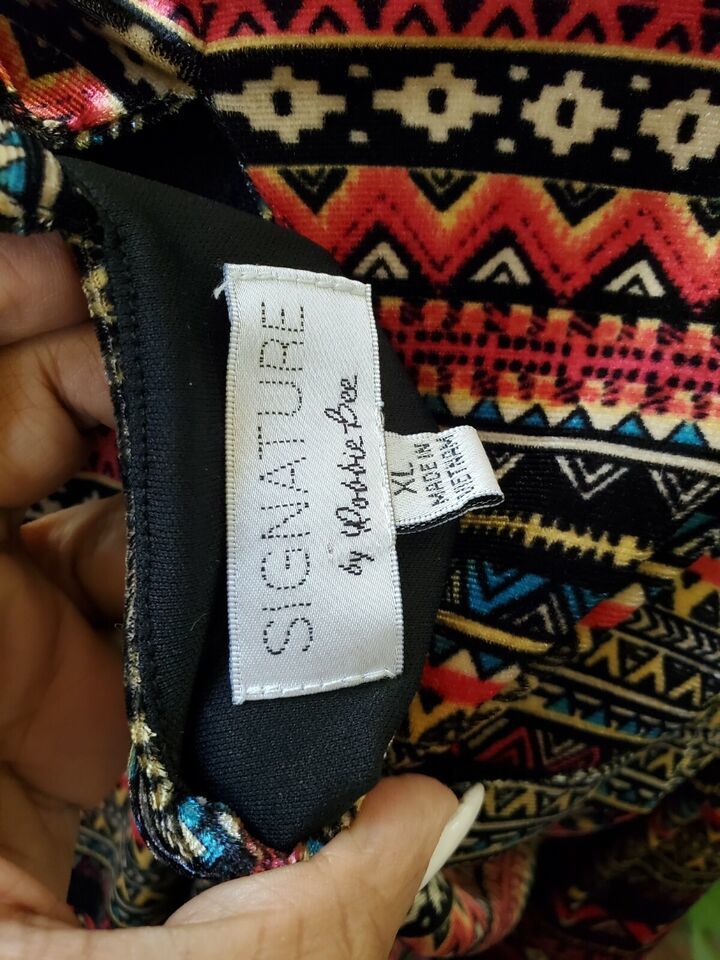 SIGNATURE
by Robbie Bee
XL
MADE IN
VIETNAM